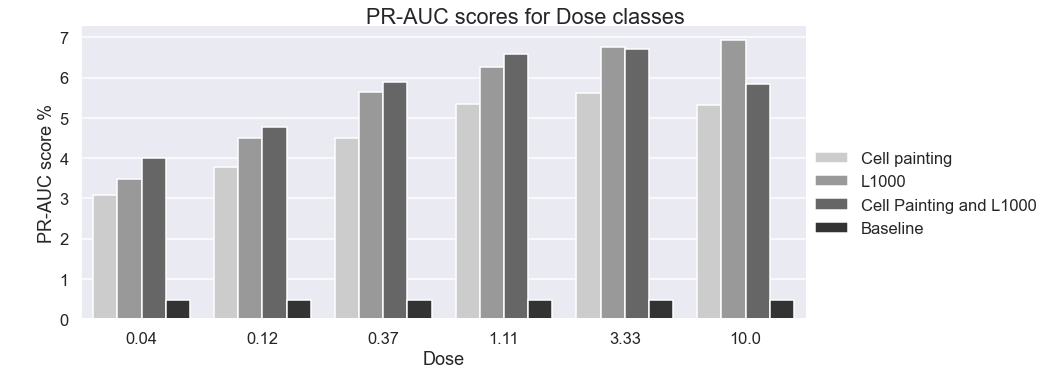 PR-AUC scores for Dose classes
PR-AUC score %
7
6
5
4
3
2
1
0
0.04 0.12 0.37 1.11 3.33 10.0
Dose
Cell painting
L1000
Cell Painting and L1000
Baseline